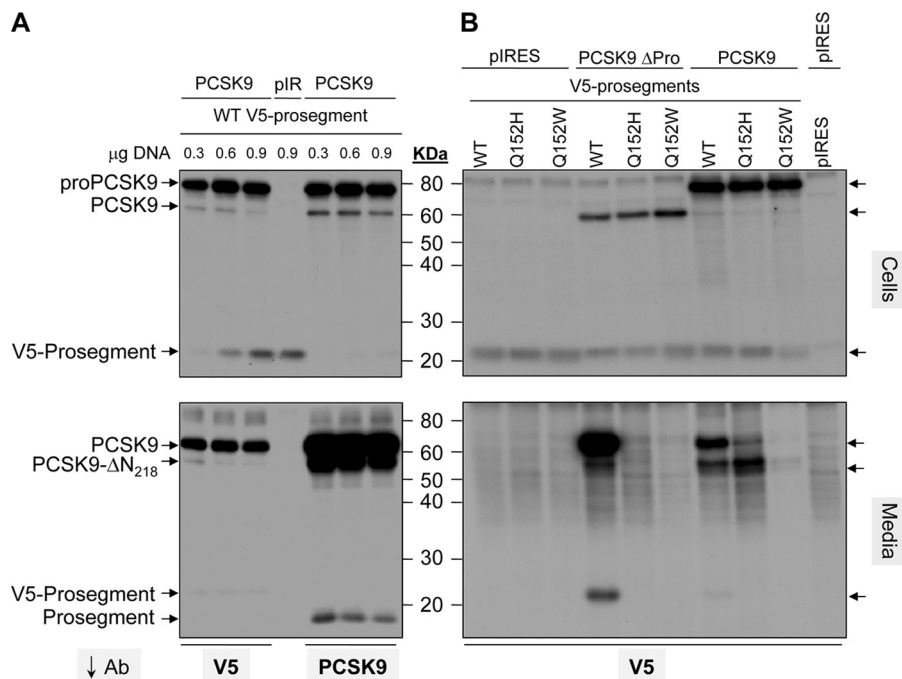 A
B
PCSK9 pIR PCSK9
WT V5-prosegment
µg DNA 0.3 0.6 0.9 0.9 0.3 0.6 0.9 KDa
pIRES PCSK9 ΔPro PCSK9 pIRES
V5-prosegments
WT Q152H Q152W WT Q152H Q152W WT Q152H Q152W pIRES
proPCSK9
PCSK9
V5-Prosegment
80
60
50
40
30
20
Cells
PCSK9
PCSK9-ΔN218
V5-Prosegment
Prosegment
80
60
50
40
30
20
Media
↓ Ab V5 PCSK9 V5